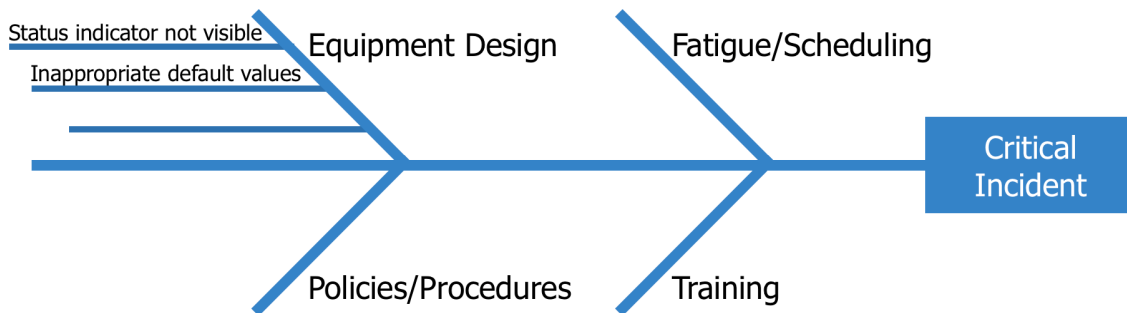 Status indicator not visible
Equipment Design
Fatigue/Scheduling
Inappropriate default values
Critical
Incident
Policies/Procedures
Training